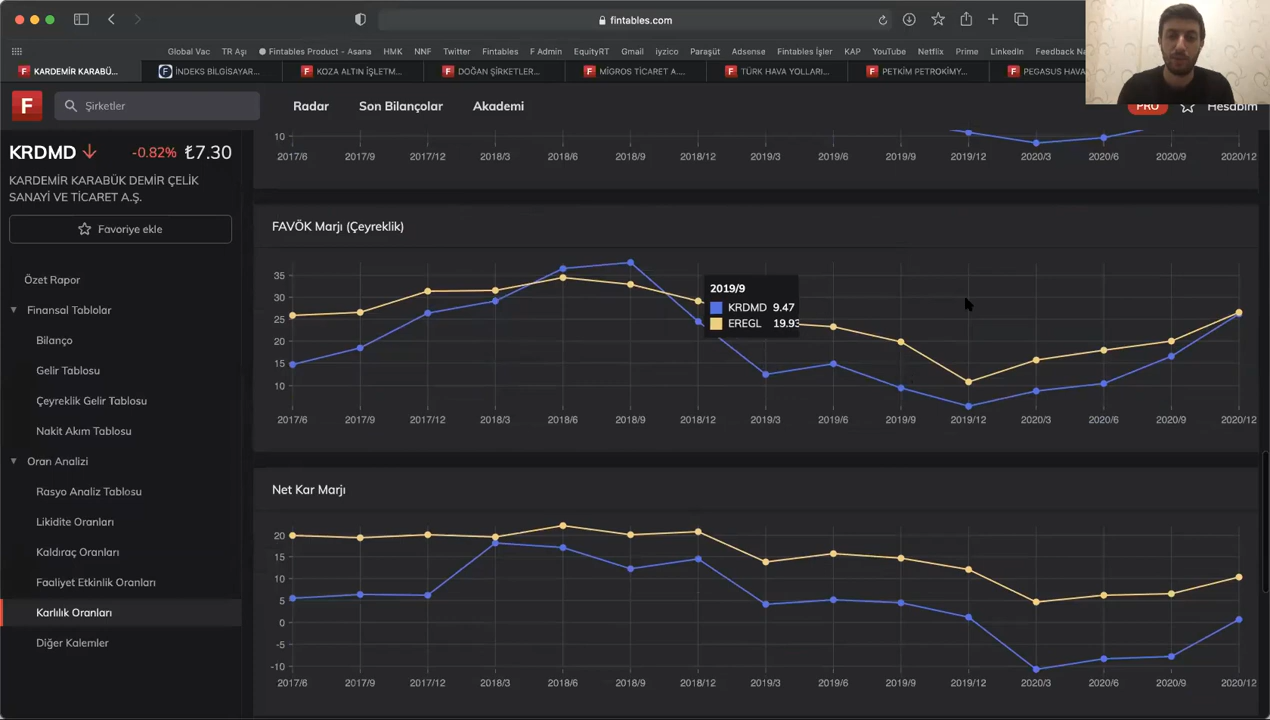 fintables.com
Global Vac TR Aşı Fintables Product - Asana HMK NNF Twitter Fintables F Admin EquityRT Gmail iyzico Paraşüt Adsense Fintables İşler KAP YouTube Netflix Prime LinkedIn Feedback Ne
KARDEMİR KARABÜ... İNDEKS BİLGİSAYAR... KOZA ALTIN İŞLETM... DOĞAN ŞİRKETLER... MİGROS TİCARET A.... TÜRK HAVA YOLLARI... PETKİM PETROKİMY... PEGASUS HAVA
F Şirketler Radar Son Bilançolar Akademi PRO Hesabım
KRDMD -0.82% ₺7.30
KARDEMİR KARABÜK DEMİR ÇELİK
SANAYİ VE TİCARET A.Ş.
Favoriye ekle
Özet Rapor
Finansal Tablolar
Bilanço
Gelir Tablosu
Çeyreklik Gelir Tablosu
Nakit Akım Tablosu
Oran Analizi
Rasyo Analiz Tablosu
Likidite Oranları
Kaldıraç Oranları
Faaliyet Etkinlik Oranları
Karlılık Oranları
Diğer Kalemler
10
2017/6 2017/9 2017/12 2018/3 2018/6 2018/9 2018/12 2019/3 2019/6 2019/9 2019/12 2020/3 2020/6 2020/9 2020/12
FAVÖK Marjı (Çeyreklik)
35
30
25
20
15
10
2019/9
KRDMD 9.47
EREGL 19.93
2017/6 2017/9 2017/12 2018/3 2018/6 2018/9 2018/12 2019/3 2019/6 2019/9 2019/12 2020/3 2020/6 2020/9 2020/12
Net Kar Marjı
20
15
10
5
0
-5
-10
2017/6 2017/9 2017/12 2018/3 2018/6 2018/9 2018/12 2019/3 2019/6 2019/9 2019/12 2020/3 2020/6 2020/9 2020/12